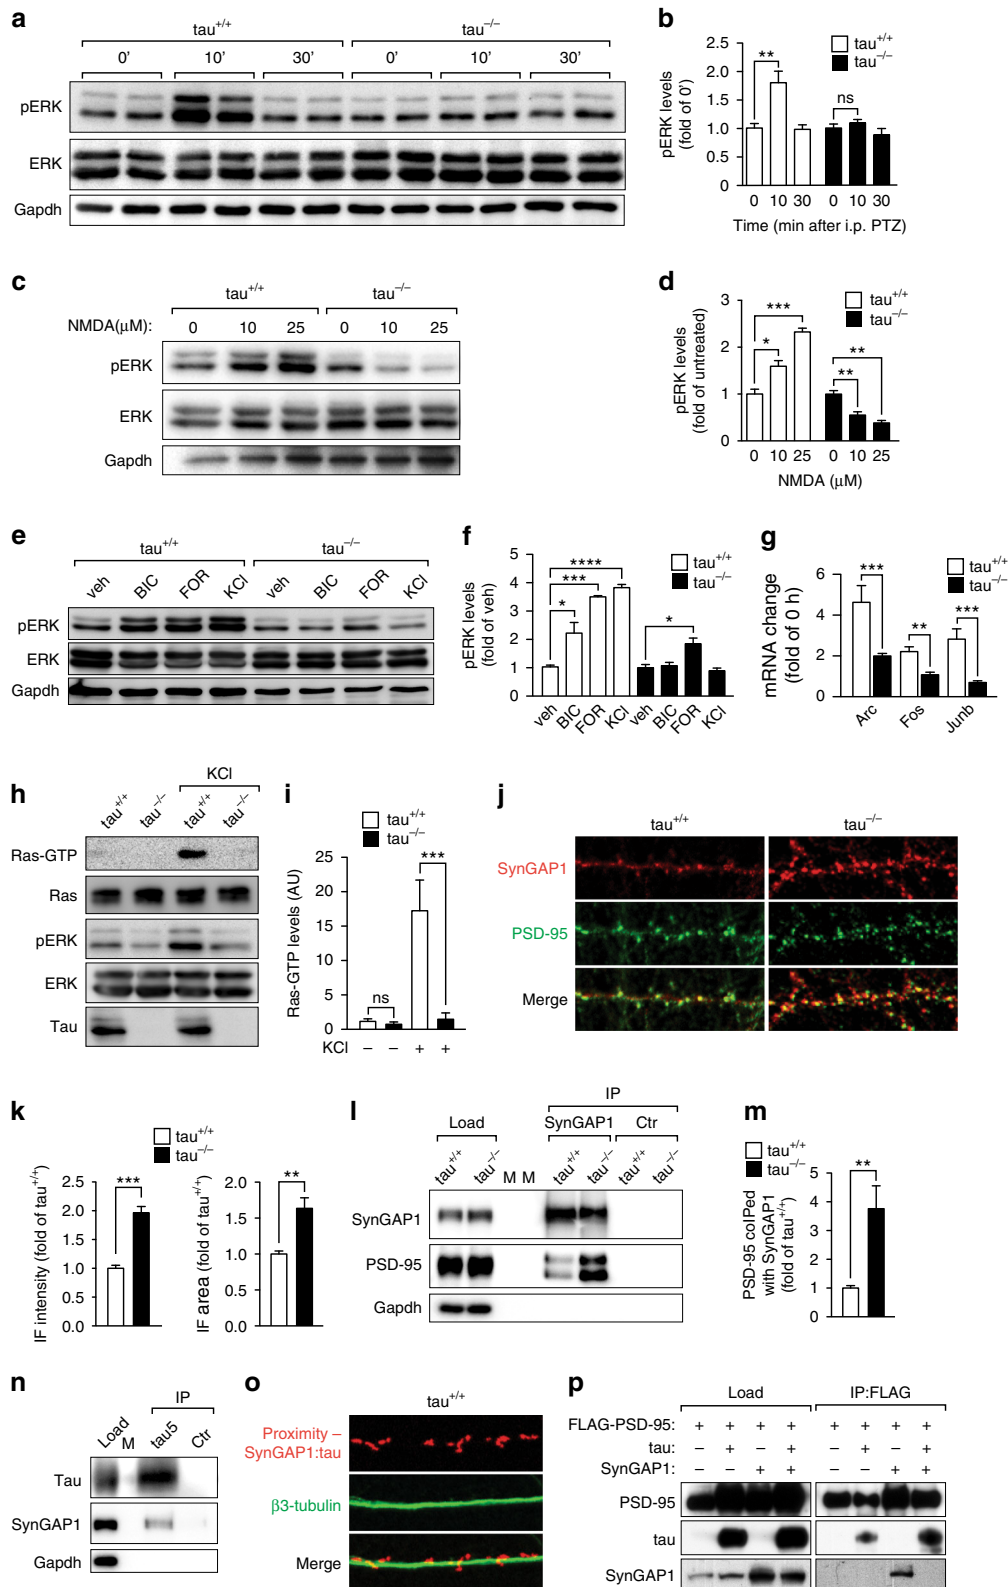 a
tau+/+ tau−/−
0' 10' 30' 0' 10' 30'
pERK
ERK
Gapdh
b
tau+/+
tau−/−
pERK levels
(fold of 0')
2.5
2.0
1.5
1.0
0.5
0.0
** ns
0 10 30 0 10 30
Time (min after i.p. PTZ)
c
tau+/+ tau−/−
NMDA(μM): 0 10 25 0 10 25
pERK
ERK
Gapdh
d
tau+/+
tau−/−
pERK levels
(fold of untreated)
3
2
1
0
***
*
**
**
0 10 25 0 10 25
NMDA (μM)
e
tau+/+ tau−/−
veh BIC FOR KCl veh BIC FOR KCl
pERK
ERK
Gapdh
f
tau+/+
tau−/−
pERK levels
(fold of veh)
5
4
3
2
1
0
****
***
*
*
veh BIC FOR KCl veh BIC FOR KCl
g
tau+/+
tau−/−
mRNA change
(fold of 0 h)
6
4
2
0
*** ** ***
Arc Fos Junb
h
KCl
tau+/+ tau−/− tau+/+ tau−/−
Ras-GTP
Ras
pERK
ERK
Tau
i
tau+/+
tau−/−
Ras-GTP levels (AU)
25
20
15
10
5
0
***
ns
KCl − − + +
j
tau+/+ tau−/−
SynGAP1
PSD-95
Merge
k
tau+/+
tau−/−
IF intensity (fold of tau+/+)
2.5
2.0
1.5
1.0
0.5
0.0
***
IF area (fold of tau+/+)
2.0
1.5
1.0
0.5
0.0
**
l
IP
Load SynGAP1 Ctr
tau+/+ tau−/− M M tau+/+ tau−/− tau+/+ tau−/−
SynGAP1
PSD-95
Gapdh
m
tau+/+
tau−/−
PSD-95 coIPed
with SynGAP1
(fold of tau+/+)
5
4
3
2
1
0
**
n
IP
Load M tau5 Ctr
Tau
SynGAP1
Gapdh
o
tau+/+
Proximity –
SynGAP1:tau
β3-tubulin
Merge
p
Load IP:FLAG
FLAG-PSD-95: + + + + + + + +
tau: − + − + − + − +
SynGAP1: − − + + − − + +
PSD-95
tau
SynGAP1